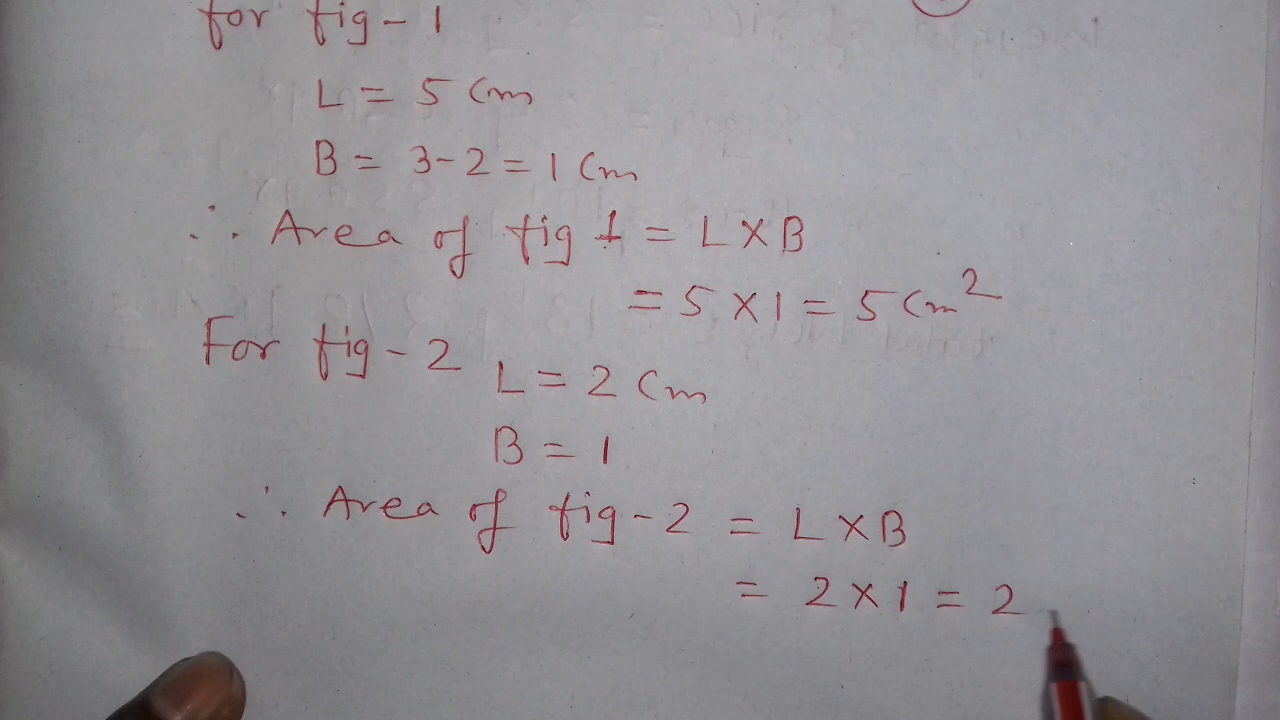 for fig-1
L = 5 cm
B = 3-2 = 1 cm
∴ Area of fig 1 = L×B
= 5×1 = 5 cm²
For fig-2
L = 2 cm
B = 1
∴ Area of fig-2 = L×B
= 2×1 = 2